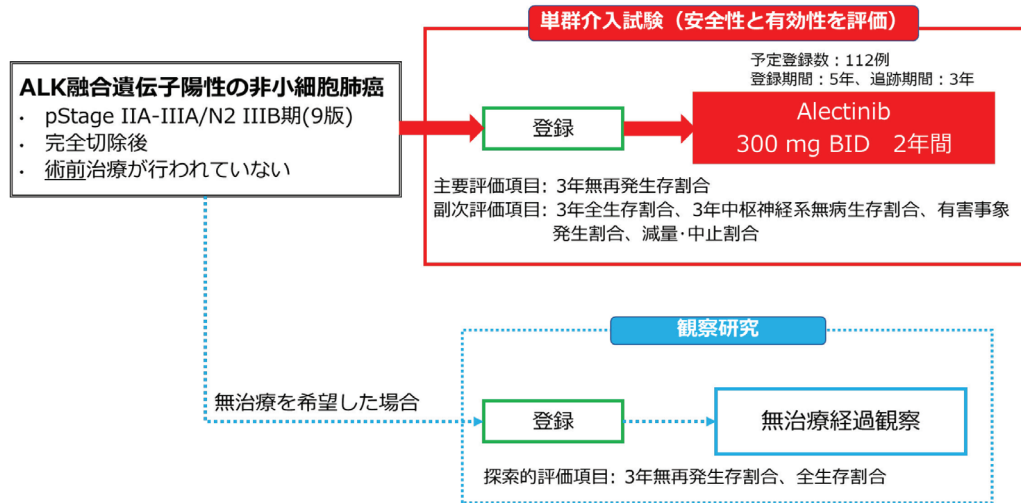 単群介入試験（安全性と有効性を評価）
予定登録数：112例
登録期間：5年、追跡期間：3年
ALK融合遺伝子陽性の非小細胞肺癌
・ pStage IIA-IIIA/N2 IIIB期(9版)
・ 完全切除後
・ 術前治療が行われていない
登録
Alectinib
300 mg BID 2年間
主要評価項目: 3年無再発生存割合
副次評価項目: 3年全生存割合、3年中枢神経系無病生存割合、有害事象
発生割合、減量･中止割合
観察研究
無治療を希望した場合
登録
無治療経過観察
探索的評価項目: 3年無再発生存割合、全生存割合